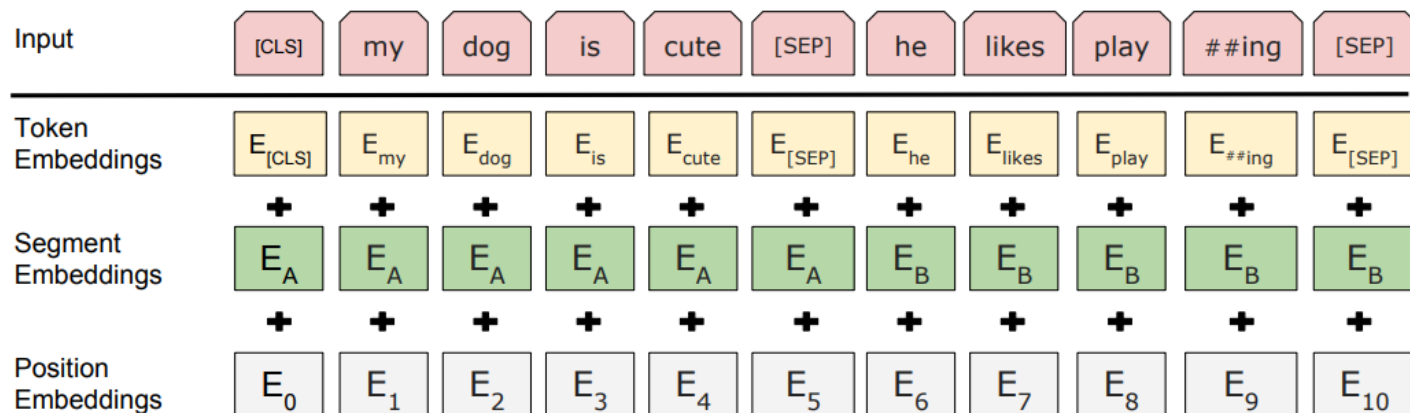 Input [CLS] my dog is cute [SEP] he likes play ##ing [SEP]
Token
Embeddings
E[CLS] Emy Edog Eis Ecute E[SEP] Ehe Elikes Eplay E##ing E[SEP]
+ + + + + + + + + + +
Segment
Embeddings
EA EA EA EA EA EA EB EB EB EB EB
+ + + + + + + + + + +
Position
Embeddings
E0 E1 E2 E3 E4 E5 E6 E7 E8 E9 E10